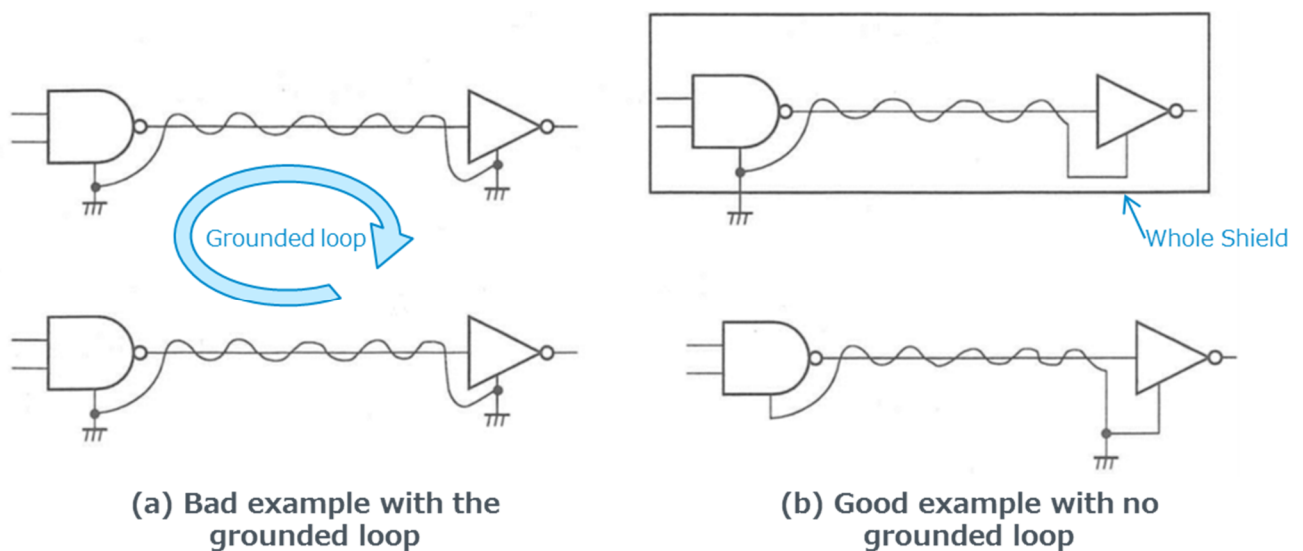 Grounded loop
Whole Shield
(a) Bad example with the
grounded loop
(b) Good example with no
grounded loop